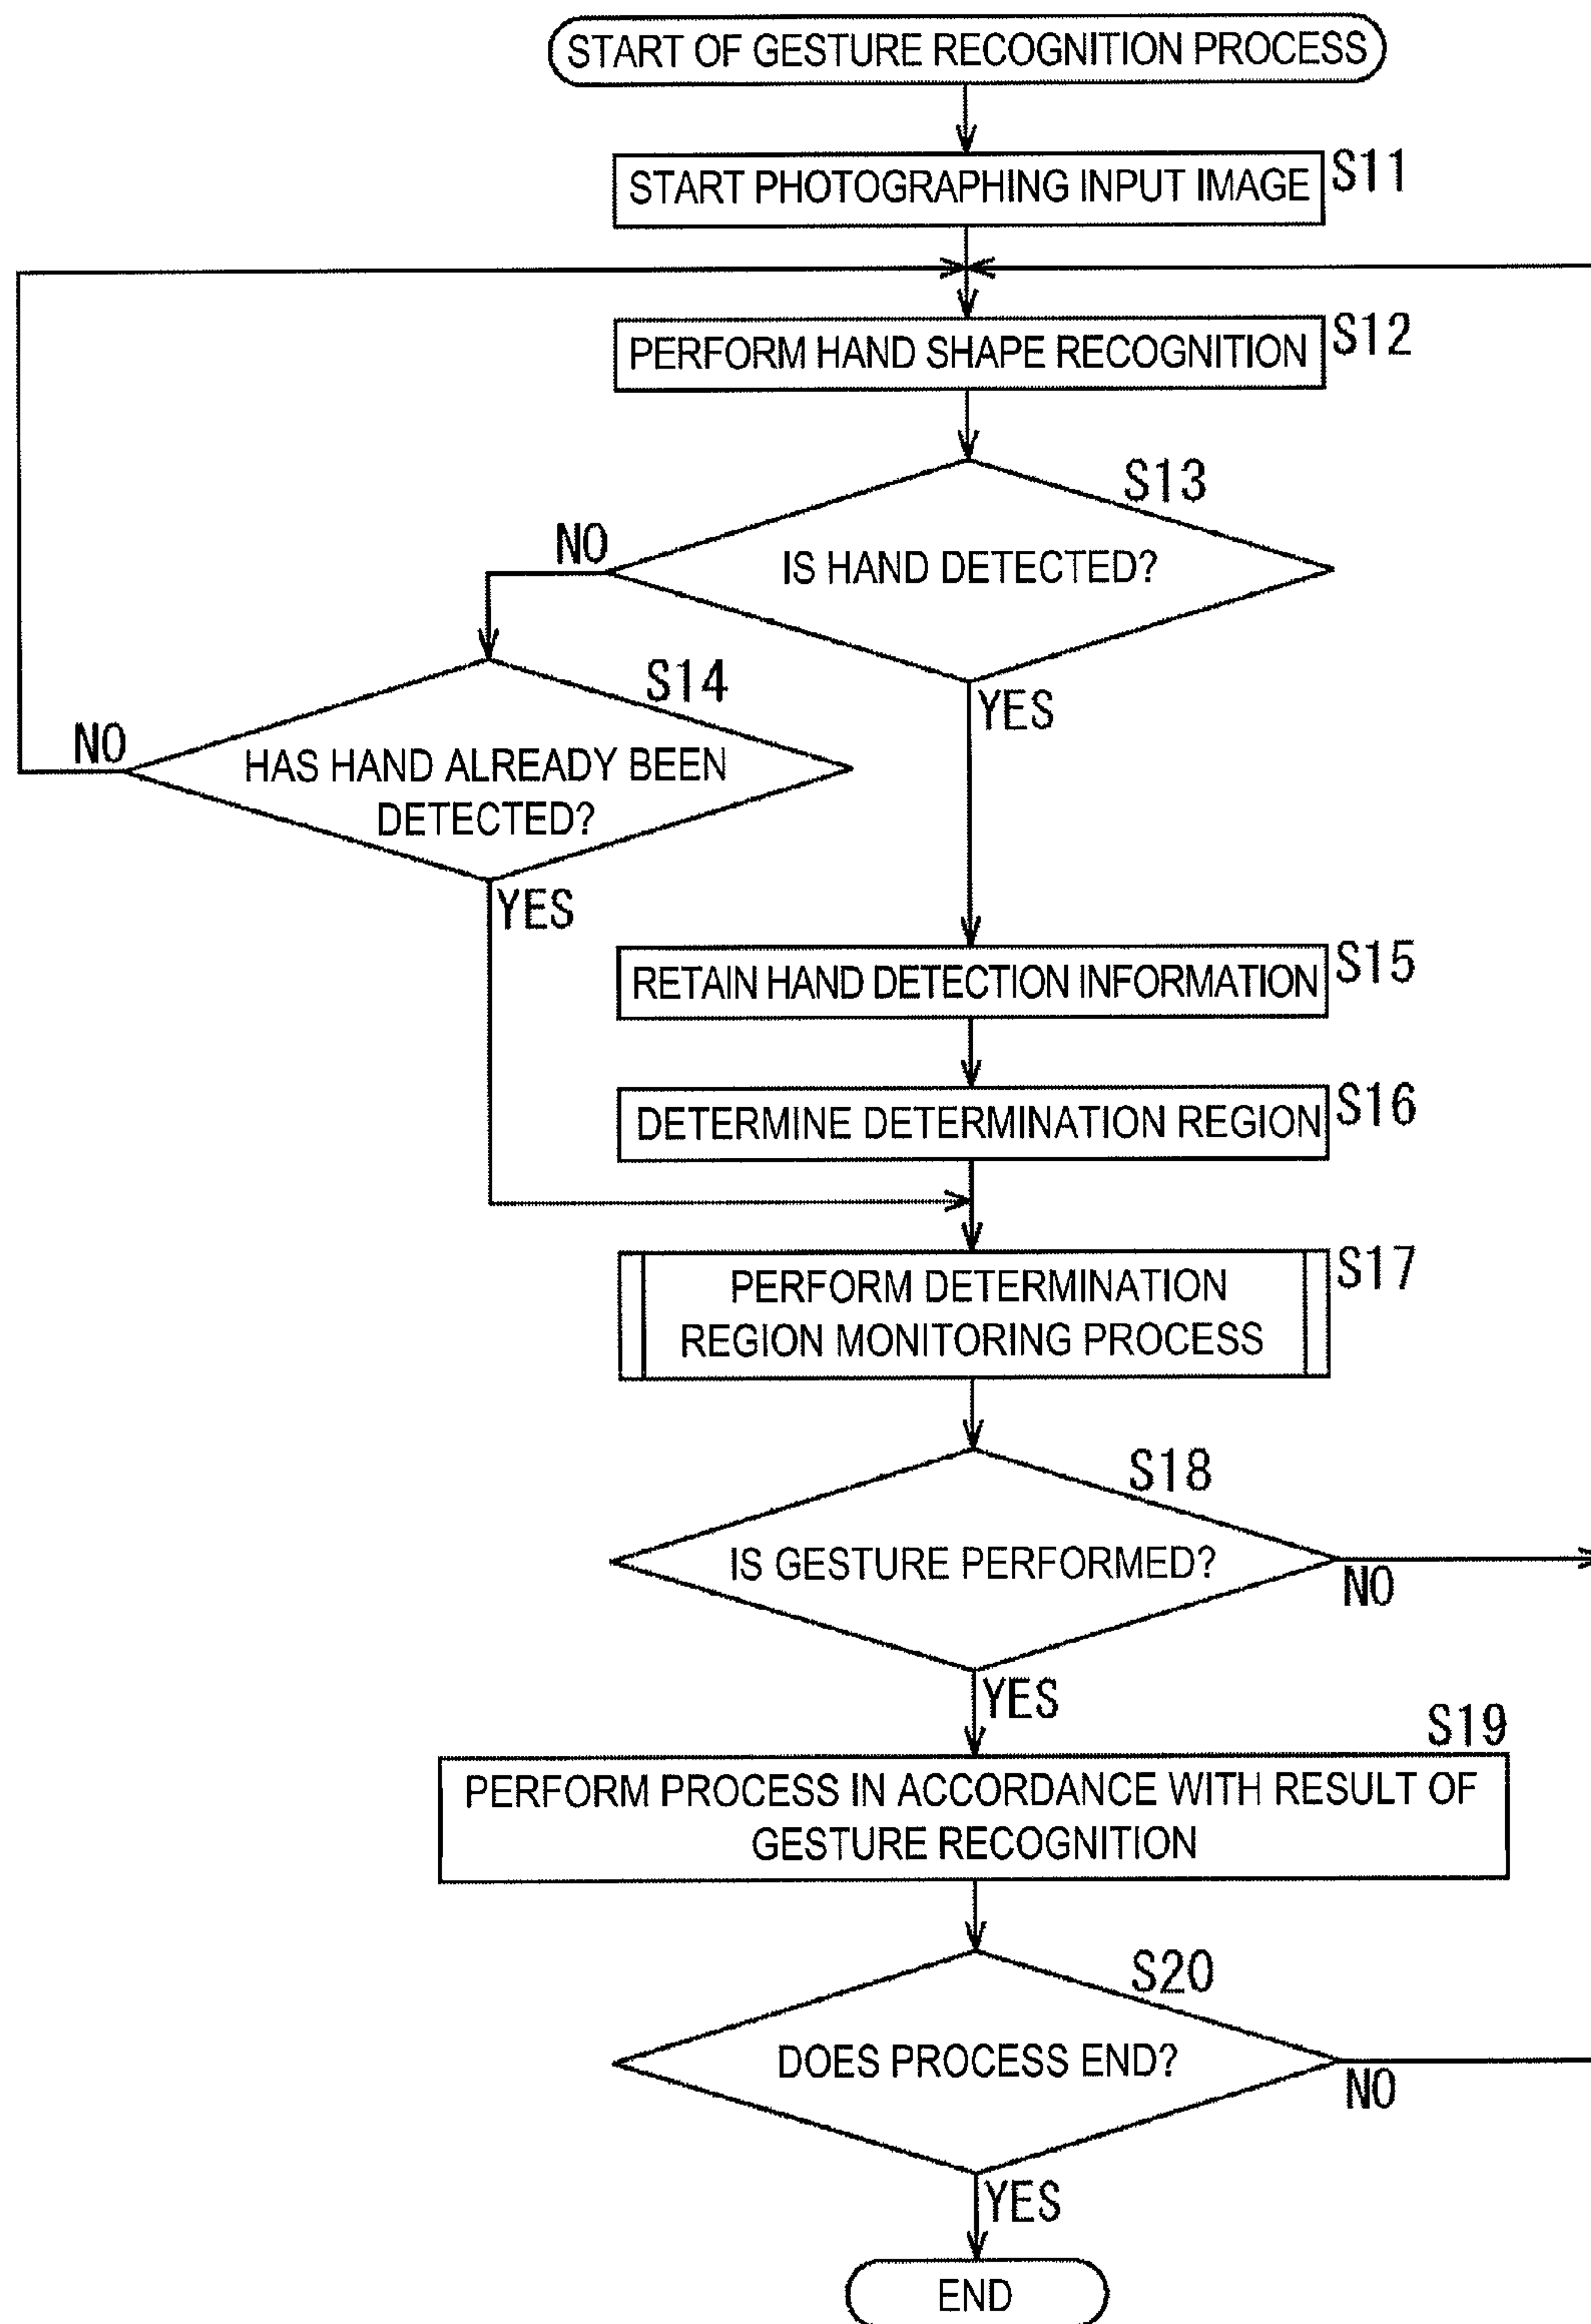 START OF GESTURE RECOGNITION PROCESS
START PHOTOGRAPHING INPUT IMAGE
S11
PERFORM HAND SHAPE RECOGNITION
S12
S13
IS HAND DETECTED?
NO
YES
S14
HAS HAND ALREADY BEEN
DETECTED?
NO
YES
RETAIN HAND DETECTION INFORMATION
S15
DETERMINE DETERMINATION REGION
S16
PERFORM DETERMINATION
REGION MONITORING PROCESS
S17
S18
IS GESTURE PERFORMED?
NO
YES
S19
PERFORM PROCESS IN ACCORDANCE WITH RESULT OF
GESTURE RECOGNITION
S20
DOES PROCESS END?
NO
YES
END